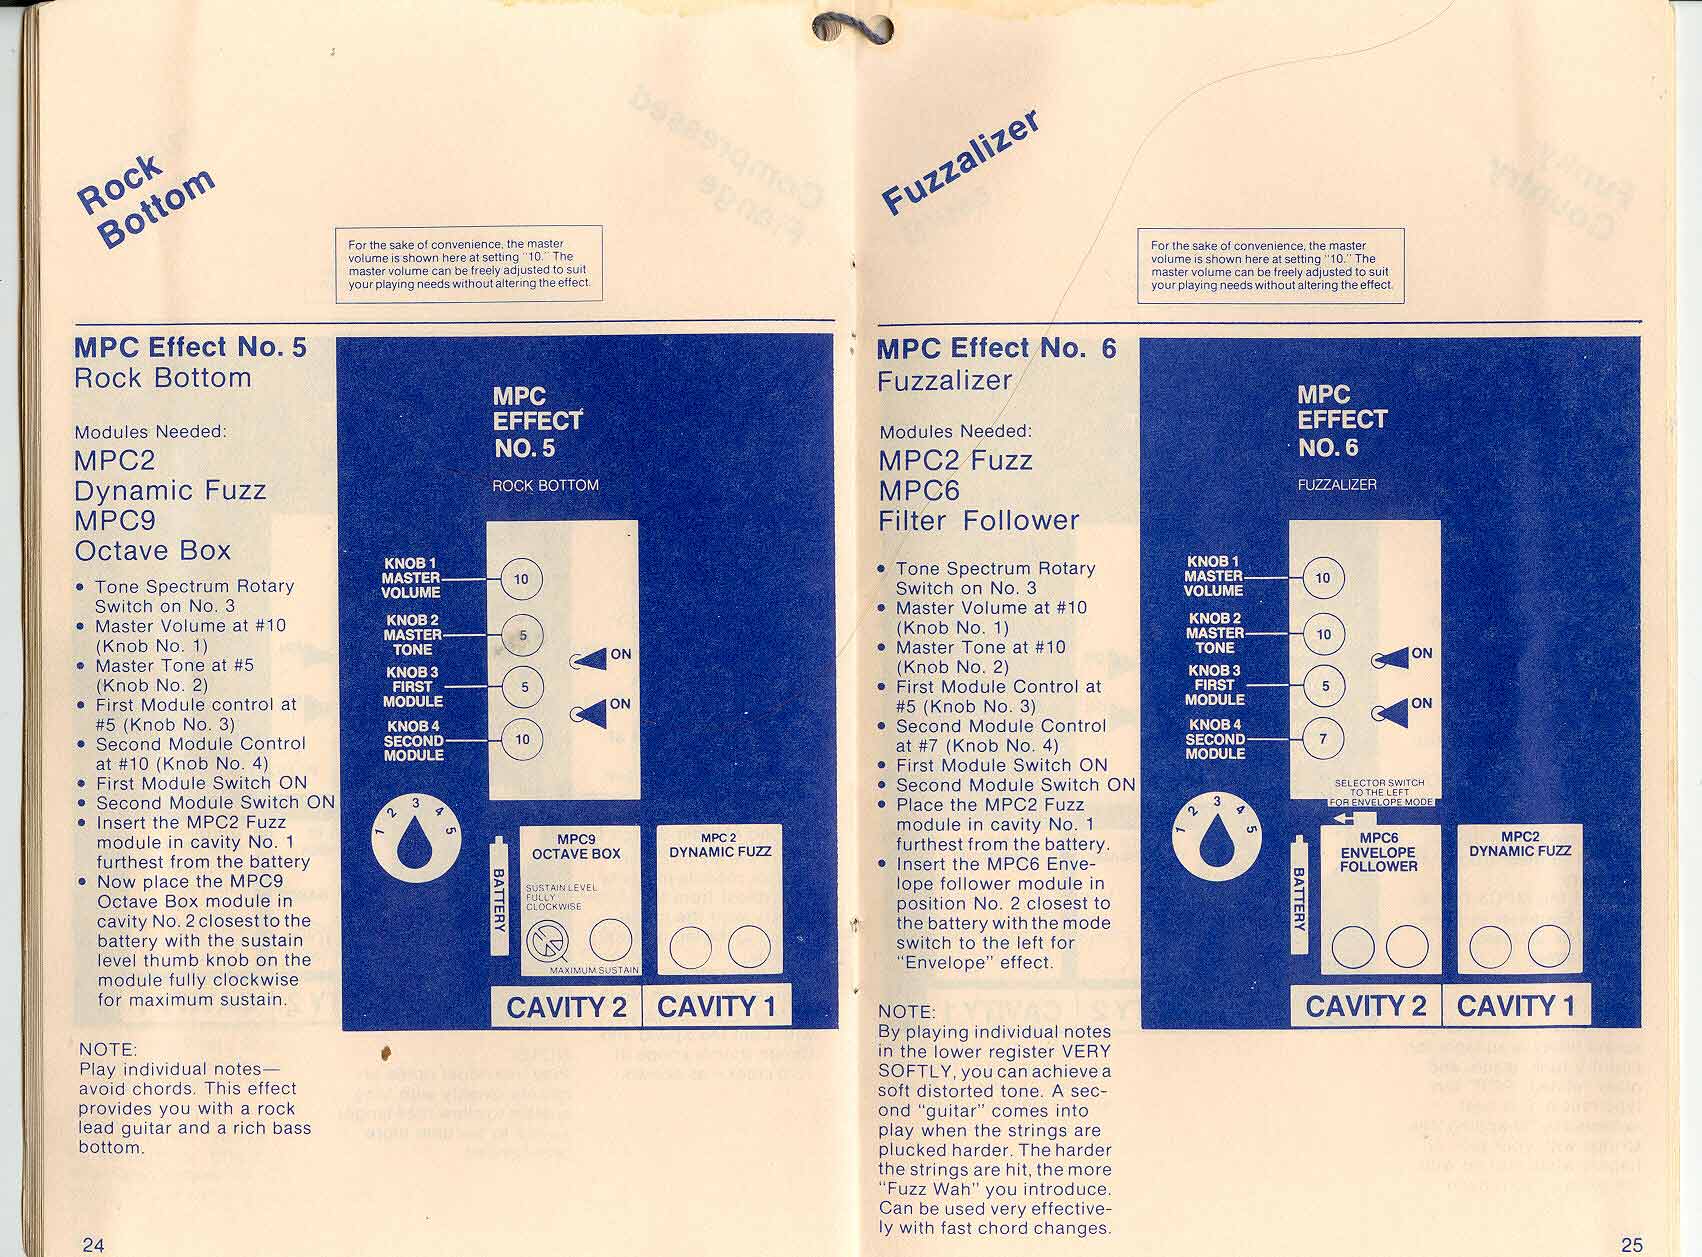 Rock
Bottom
For the sake of convenience, the master
volume is shown here at setting "10." The
master volume can be freely adjusted to suit
your playing needs without altering the effect.
MPC Effect No. 5
Rock Bottom
Modules Needed:
MPC2
Dynamic Fuzz
MPC9
Octave Box
• Tone Spectrum Rotary
Switch on No. 3
• Master Volume at #10
(Knob No. 1)
• Master Tone at #5
(Knob No. 2)
• First Module control at
#5 (Knob No. 3)
• Second Module Control
at #10 (Knob No. 4)
• First Module Switch ON
• Second Module Switch ON
• Insert the MPC2 Fuzz
module in cavity No. 1
furthest from the battery
• Now place the MPC9
Octave Box module in
cavity No. 2 closest to the
battery with the sustain
level thumb knob on the
module fully clockwise
for maximum sustain.
NOTE:
Play individual notes—
avoid chords. This effect
provides you with a rock
lead guitar and a rich bass
bottom.
24
MPC
EFFECT
NO. 5
ROCK BOTTOM
KNOB 1
MASTER
VOLUME
10
KNOB 2
MASTER
TONE
5
KNOB 3
FIRST
MODULE
5
KNOB 4
SECOND
MODULE
10
ON
ON
1 2 3 4 5
BATTERY
MPC9
OCTAVE BOX
SUSTAIN LEVEL
FULLY
CLOCKWISE
MAXIMUM SUSTAIN
MPC 2
DYNAMIC FUZZ
CAVITY 2
CAVITY 1
Fuzzalizer
For the sake of convenience, the master
volume is shown here at setting "10." The
master volume can be freely adjusted to suit
your playing needs without altering the effect.
MPC Effect No. 6
Fuzzalizer
Modules Needed:
MPC2 Fuzz
MPC6
Filter Follower
• Tone Spectrum Rotary
Switch on No. 3
• Master Volume at #10
(Knob No. 1)
• Master Tone at #10
(Knob No. 2)
• First Module Control at
#5 (Knob No. 3)
• Second Module Control
at #7 (Knob No. 4)
• First Module Switch ON
• Second Module Switch ON
• Place the MPC2 Fuzz
module in cavity No. 1
furthest from the battery.
• Insert the MPC6 Enve-
lope follower module in
position No. 2 closest to
the battery with the mode
switch to the left for
"Envelope" effect.
NOTE:
By playing individual notes
in the lower register VERY
SOFTLY, you can achieve a
soft distorted tone. A sec-
ond "guitar" comes into
play when the strings are
plucked harder. The harder
the strings are hit, the more
"Fuzz Wah" you introduce.
Can be used very effective-
ly with fast chord changes.
MPC
EFFECT
NO. 6
FUZZALIZER
KNOB 1
MASTER
VOLUME
10
KNOB 2
MASTER
TONE
10
KNOB 3
FIRST
MODULE
5
KNOB 4
SECOND
MODULE
7
ON
ON
SELECTOR SWITCH
TO THE LEFT
FOR ENVELOPE MODE
1 2 3 4 5
BATTERY
MPC6
ENVELOPE
FOLLOWER
MPC2
DYNAMIC FUZZ
CAVITY 2
CAVITY 1
25